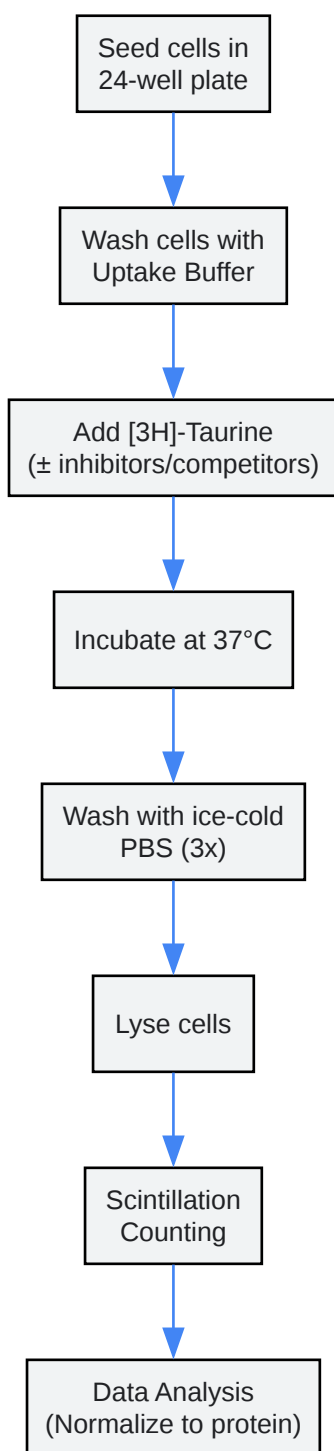 Seed cells in
24-well plate
Wash cells with
Uptake Buffer
Add [3H]-Taurine
(± inhibitors/competitors)
Incubate at 37°C
Wash with ice-cold
PBS (3x)
Lyse cells
Scintillation
Counting
Data Analysis
(Normalize to protein)